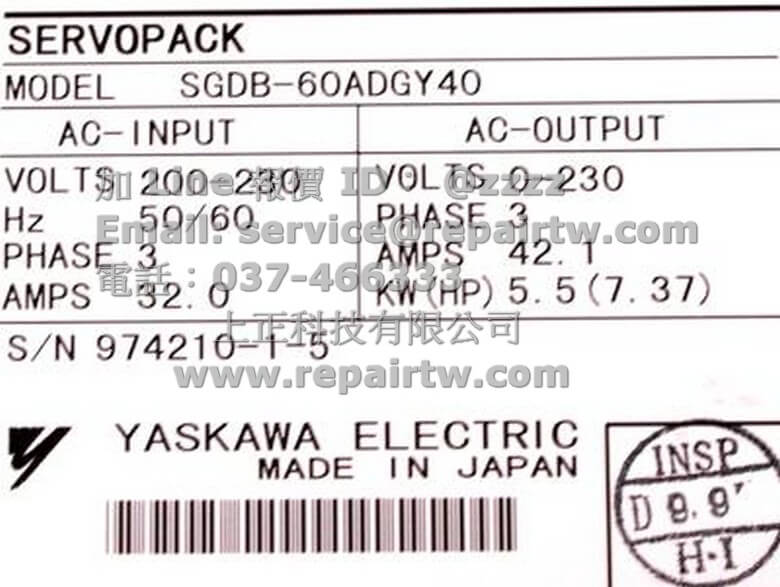 SERVOPACK
MODEL SGDB-60ADGY40
AC-INPUT AC-OUTPUT
VOLTS 200-230 VOLTS 0-230
加 Line 報價 ID： @zzzz
Hz 50/60 PHASE 3
Email: service@repairtw.com
PHASE 3 AMPS 42.1
電話：037-466333
AMPS 32.0 KW(HP) 5.5(7.37)
上正科技有限公司
S/N 974210-1-5
www.repairtw.com
YASKAWA ELECTRIC
MADE IN JAPAN
INSP
D 9.9'
H·I